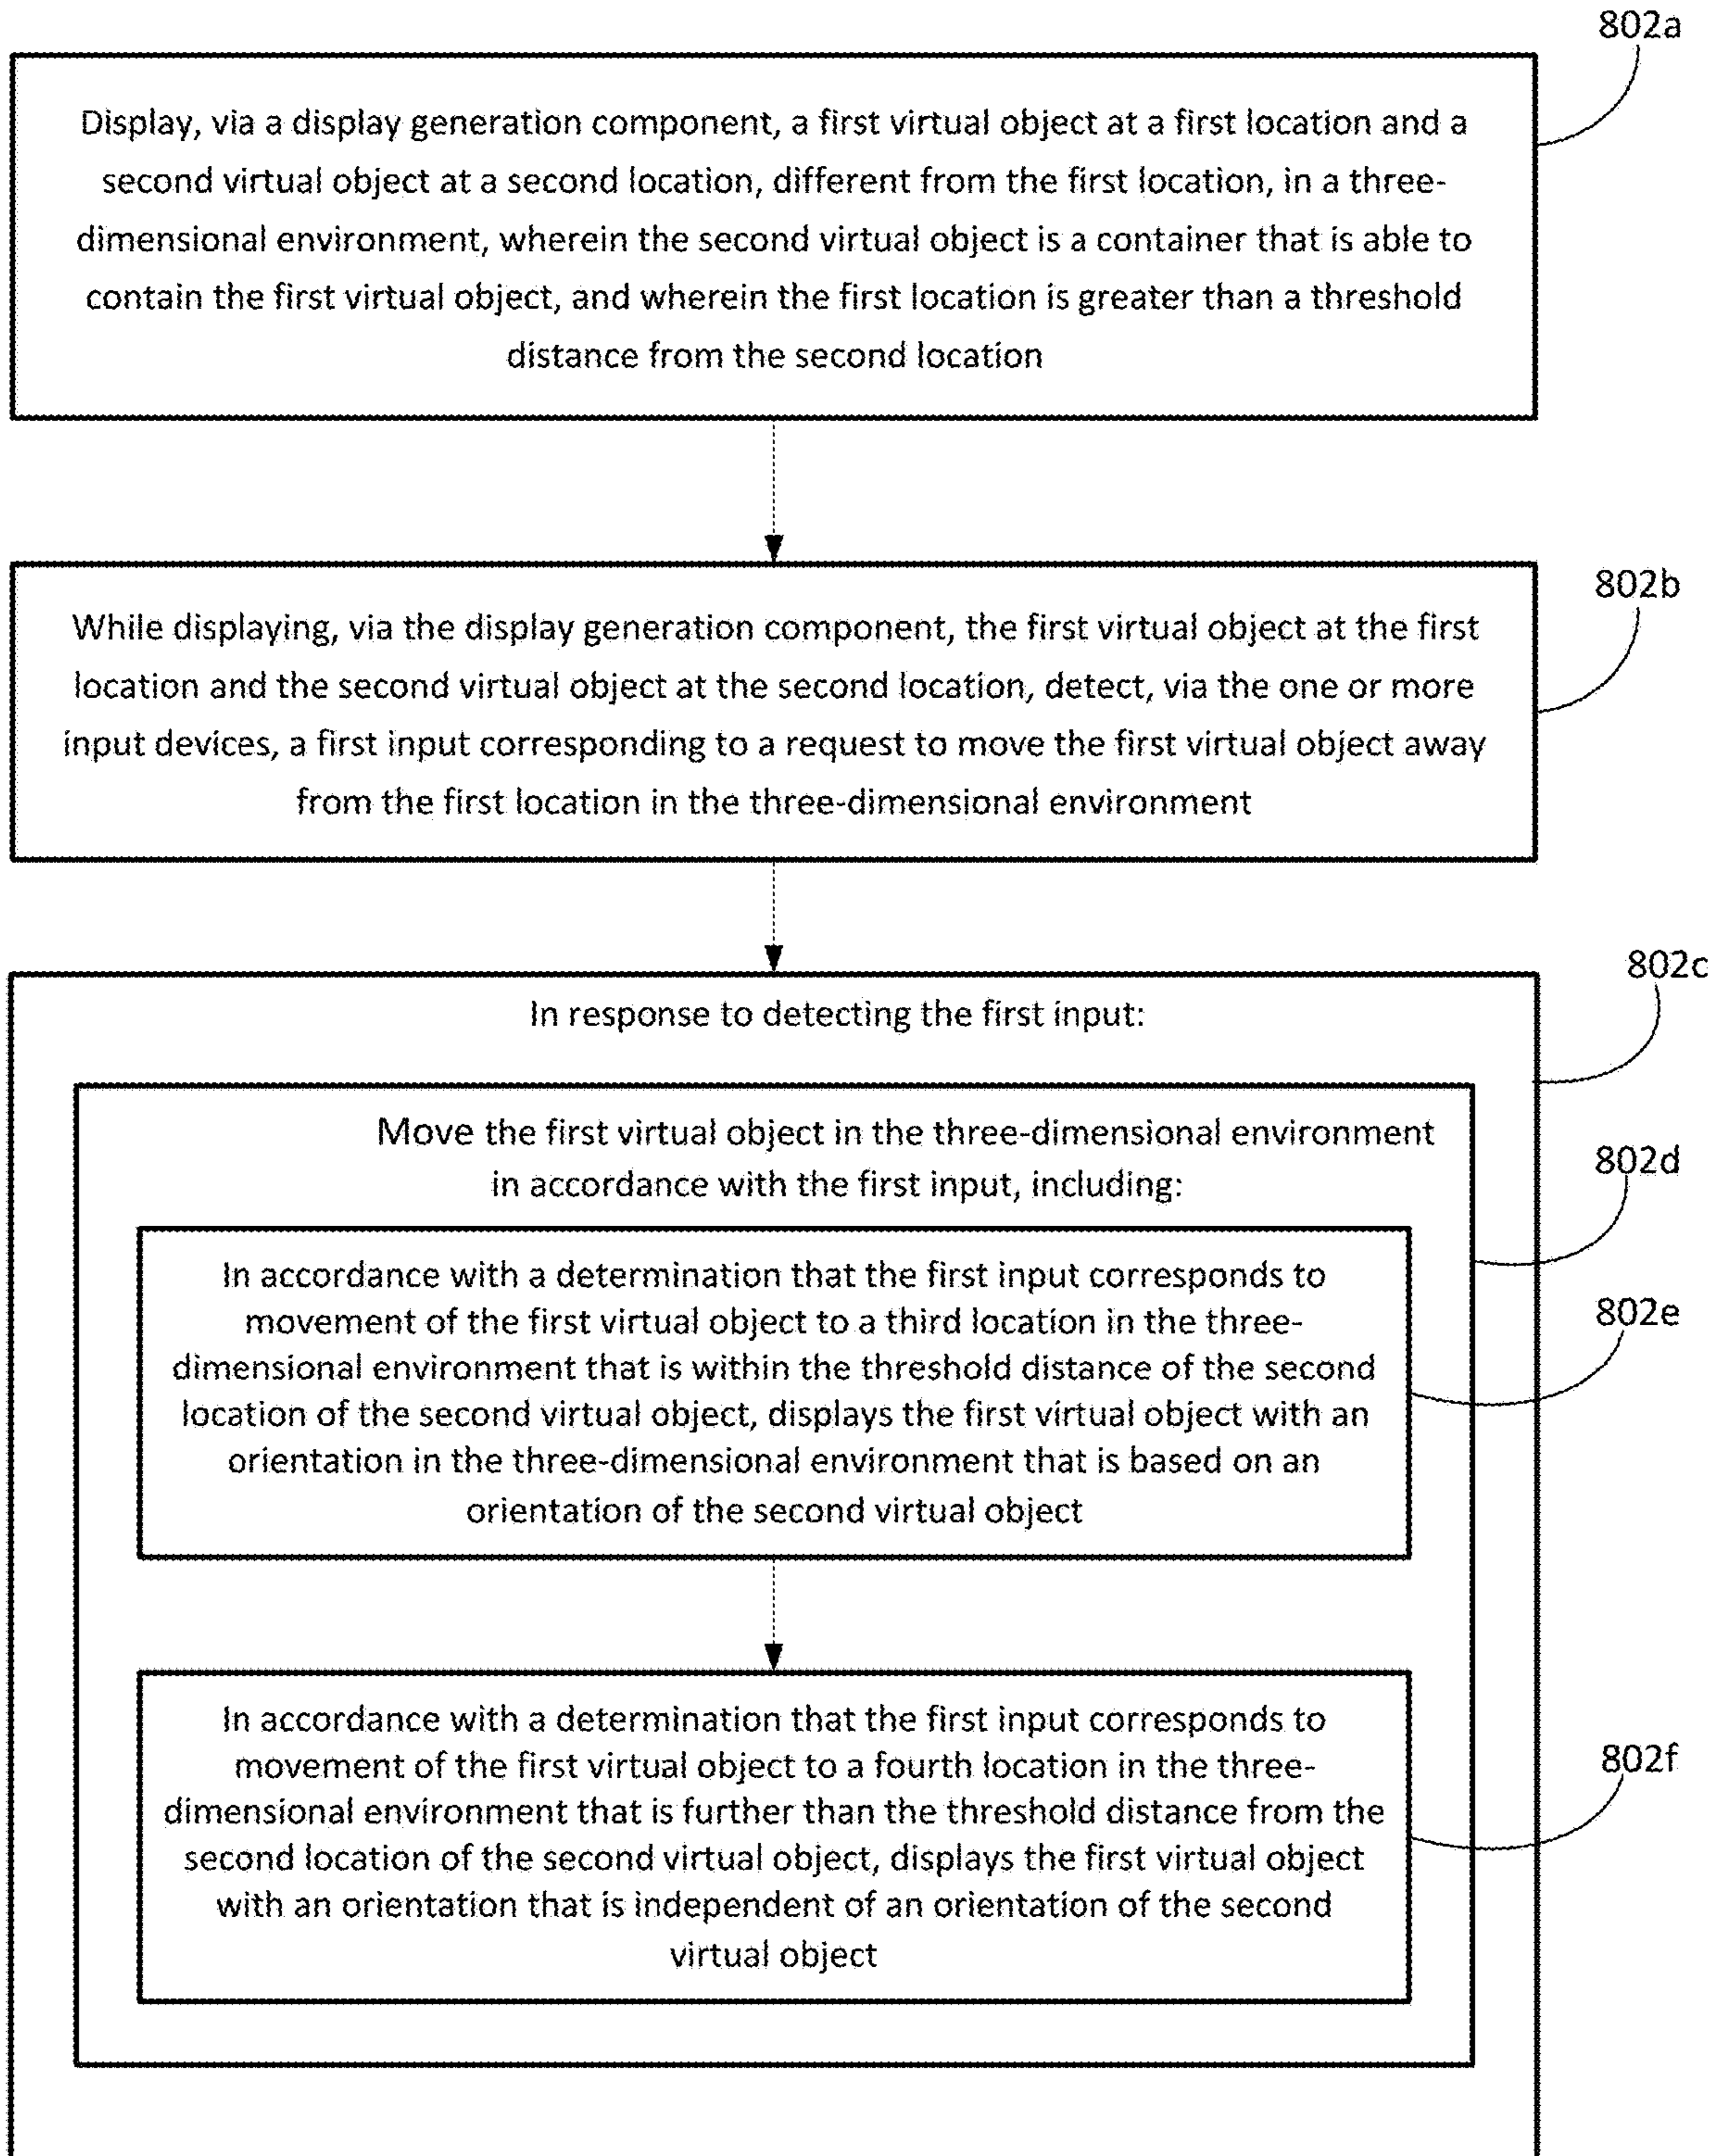 802a
Display, via a display generation component, a first virtual object at a first location and a
second virtual object at a second location, different from the first location, in a three-
dimensional environment, wherein the second virtual object is a container that is able to
contain the first virtual object, and wherein the first location is greater than a threshold
distance from the second location
802b
While displaying, via the display generation component, the first virtual object at the first
location and the second virtual object at the second location, detect, via the one or more
input devices, a first input corresponding to a request to move the first virtual object away
from the first location in the three-dimensional environment
802c
In response to detecting the first input:
802d
Move the first virtual object in the three-dimensional environment
in accordance with the first input, including:
802e
In accordance with a determination that the first input corresponds to
movement of the first virtual object to a third location in the three-
dimensional environment that is within the threshold distance of the second
location of the second virtual object, displays the first virtual object with an
orientation in the three-dimensional environment that is based on an
orientation of the second virtual object
802f
In accordance with a determination that the first input corresponds to
movement of the first virtual object to a fourth location in the three-
dimensional environment that is further than the threshold distance from the
second location of the second virtual object, displays the first virtual object
with an orientation that is independent of an orientation of the second
virtual object